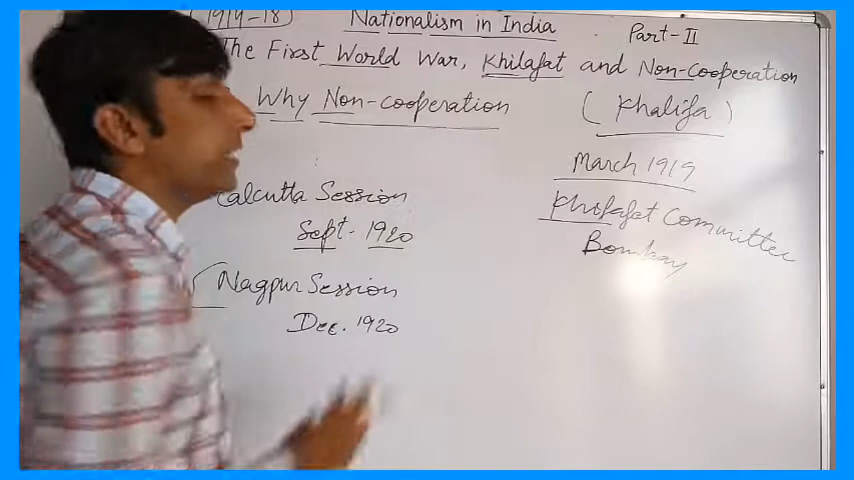 (1914-18) Nationalism in India Part-II
The First World War, Khilafat and Non-Cooperation
Why Non-cooperation
(Khalifa)
March 1919
Khilafat Committee
Bombay
Calcutta Session
Sept- 1920
Nagpur Session
Dec. 1920